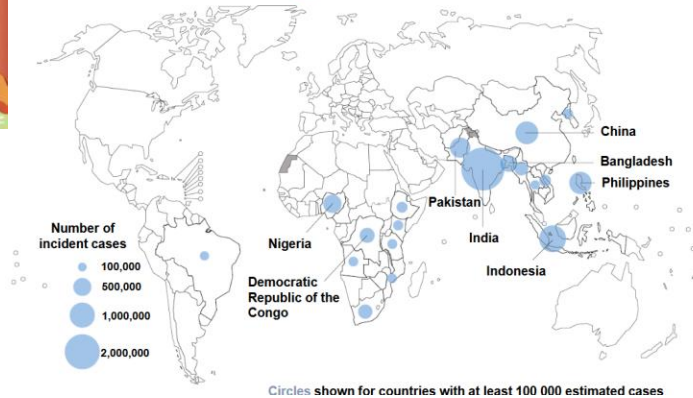 China
Bangladesh
Philippines
Pakistan
India
Indonesia
Nigeria
Democratic
Republic of the
Congo
Number of
incident cases
100,000
500,000
1,000,000
2,000,000
Circles shown for countries with at least 100 000 estimated cases